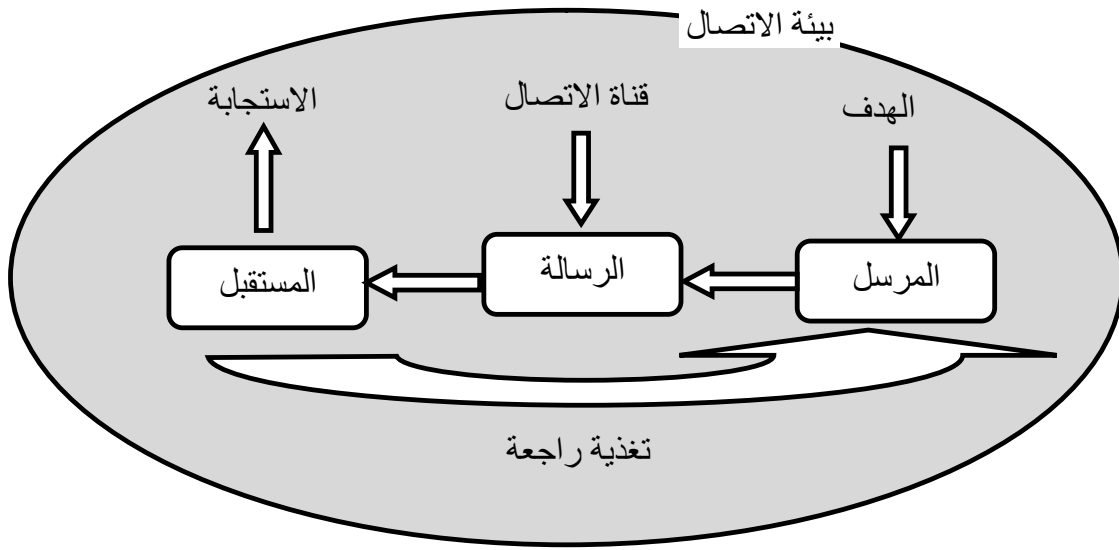 بيئة الاتصال
الهدف
قناة الاتصال
الاستجابة
المرسل
الرسالة
المستقبل
تغذية راجعة